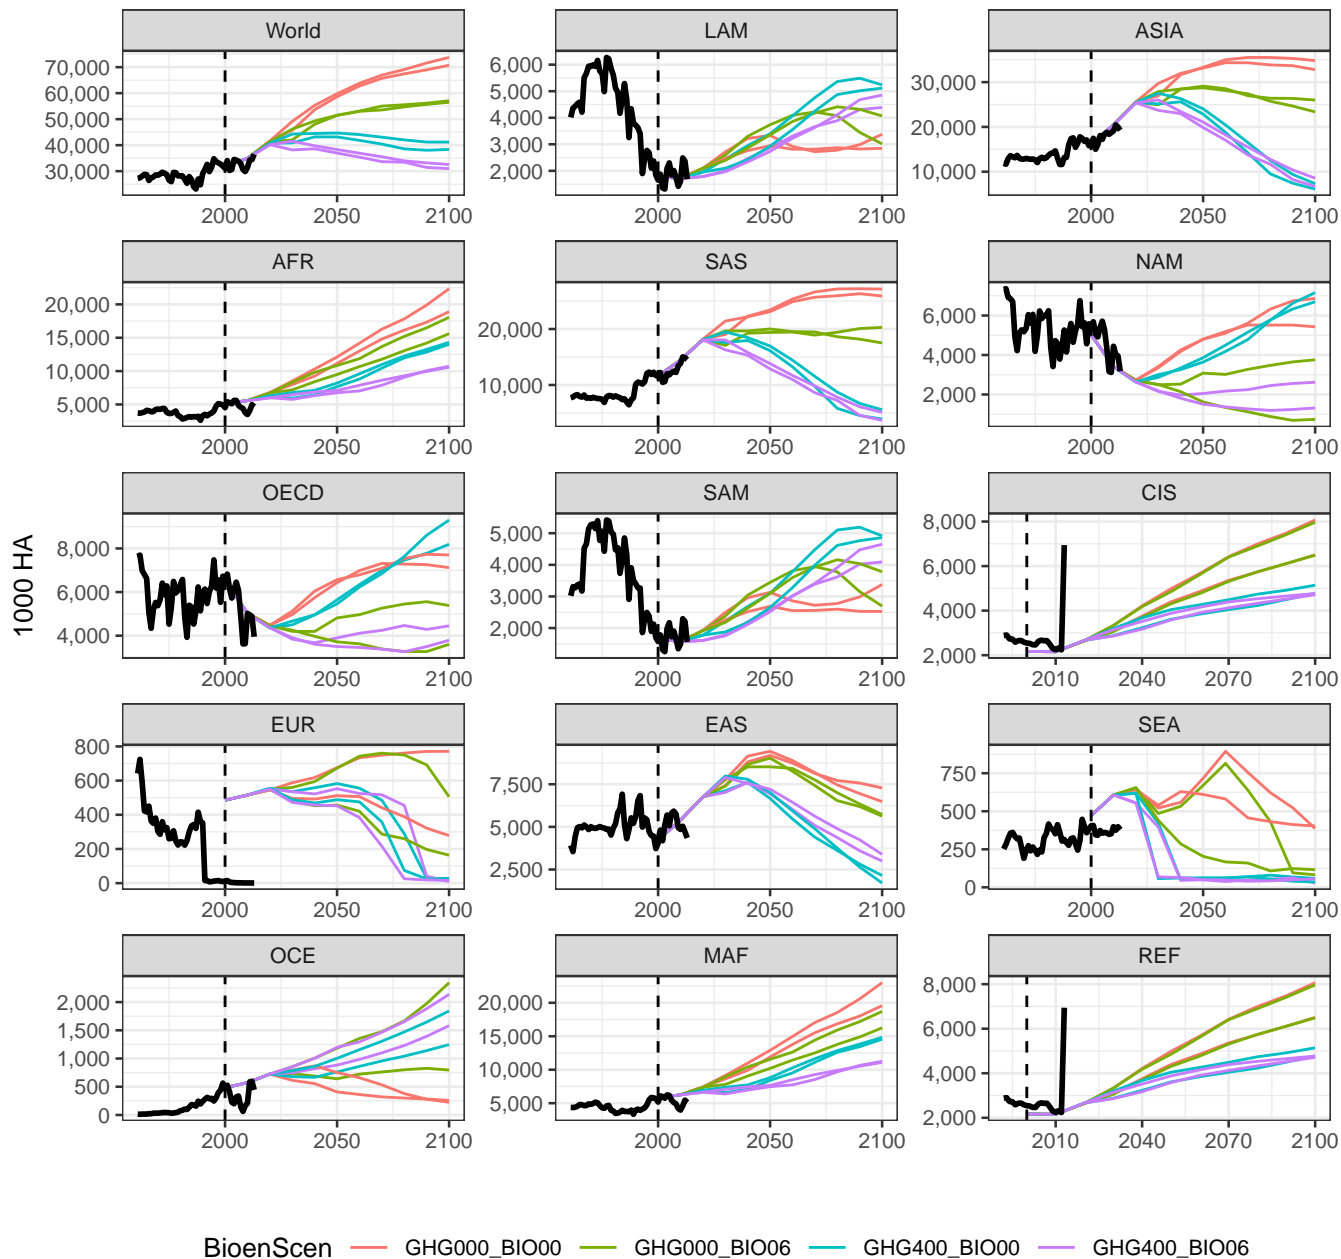 World
LAM
ASIA
70,000
60,000
50,000
40,000
30,000
6,000
5,000
4,000
3,000
2,000
30,000
20,000
10,000
2000 2050 2100
2000 2050 2100
2000 2050 2100
AFR
SAS
NAM
20,000
15,000
10,000
5,000
20,000
10,000
6,000
4,000
2,000
2000 2050 2100
2000 2050 2100
2000 2050 2100
1000 HA
OECD
SAM
CIS
8,000
6,000
4,000
5,000
4,000
3,000
2,000
8,000
6,000
4,000
2,000
2000 2050 2100
2000 2050 2100
2010 2040 2070 2100
EUR
EAS
SEA
800
600
400
200
0
7,500
5,000
2,500
750
500
250
0
2000 2050 2100
2000 2050 2100
2000 2050 2100
OCE
MAF
REF
2,000
1,500
1,000
500
0
20,000
15,000
10,000
5,000
8,000
6,000
4,000
2,000
2000 2050 2100
2000 2050 2100
2010 2040 2070 2100
BioenScen GHG000_BIO00 GHG000_BIO06 GHG400_BIO00 GHG400_BIO06